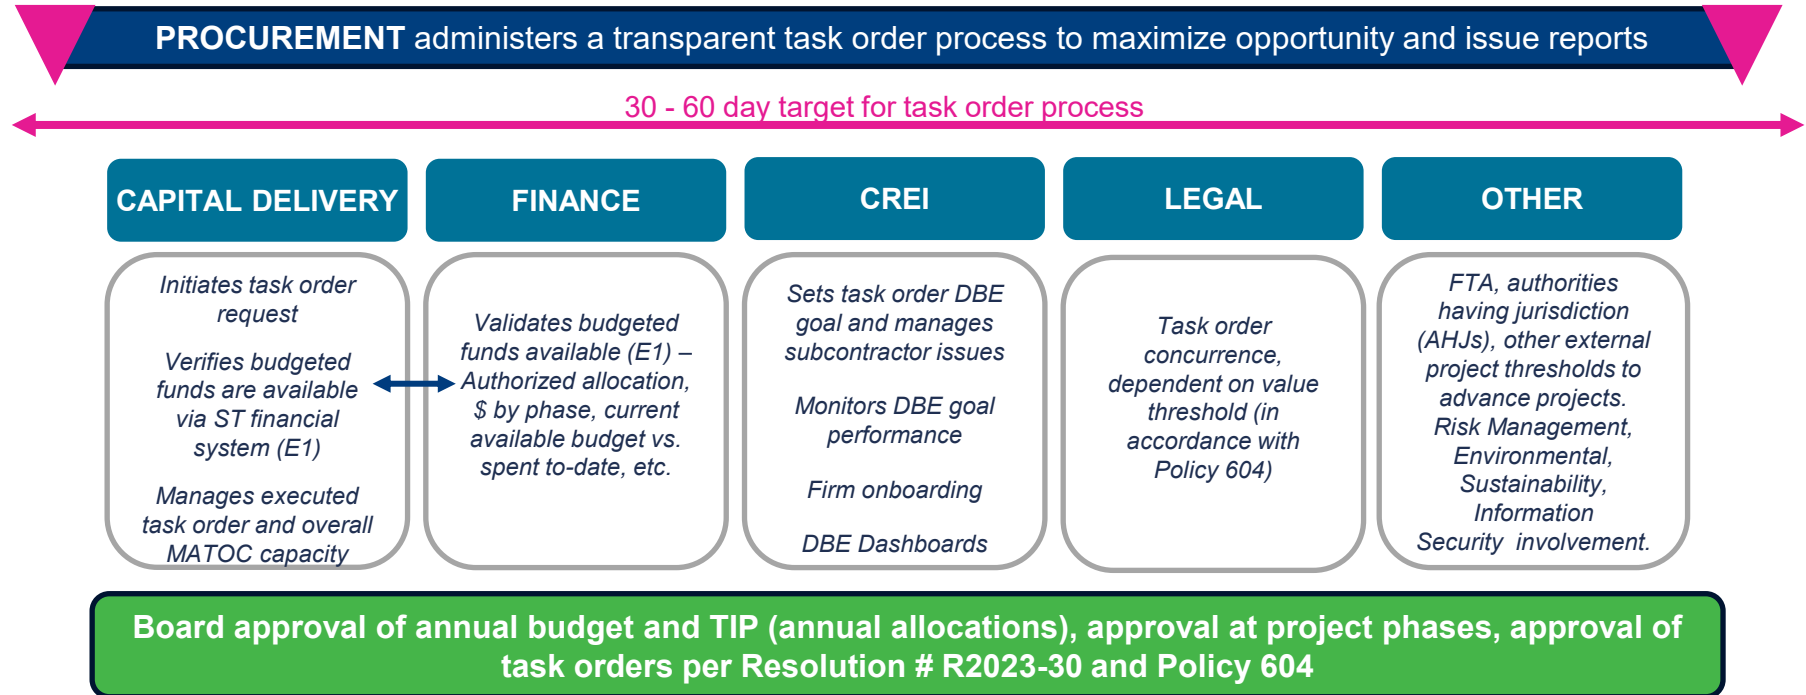 PROCUREMENT administers a transparent task order process to maximize opportunity and issue reports
30 - 60 day target for task order process
CAPITAL DELIVERY
Initiates task order
request
Verifies budgeted
funds are available
via ST financial
system (E1)
Manages executed
task order and overall
MATOC capacity
FINANCE
Validates budgeted
funds available (E1) –
Authorized allocation,
$ by phase, current
available budget vs.
spent to-date, etc.
CREI
Sets task order DBE
goal and manages
subcontractor issues
Monitors DBE goal
performance
Firm onboarding
DBE Dashboards
LEGAL
Task order
concurrence,
dependent on value
threshold (in
accordance with
Policy 604)
OTHER
FTA, authorities
having jurisdiction
(AHJs), other external
project thresholds to
advance projects.
Risk Management,
Environmental,
Sustainability,
Information
Security  involvement.
Board approval of annual budget and TIP (annual allocations), approval at project phases, approval of
task orders per Resolution # R2023-30 and Policy 604